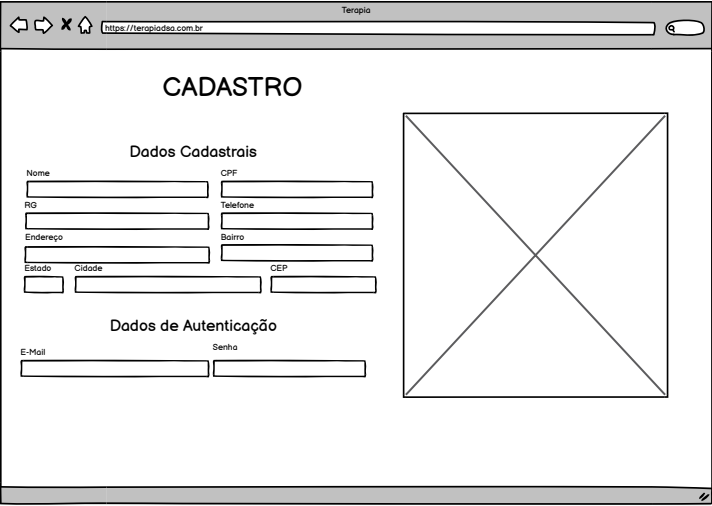 Terapia
https://terapiadsa.com.br
CADASTRO
Dados Cadastrais
Nome CPF
RG Telefone
Endereço Bairro
Estado Cidade CEP
Dados de Autenticação
E-Mail Senha